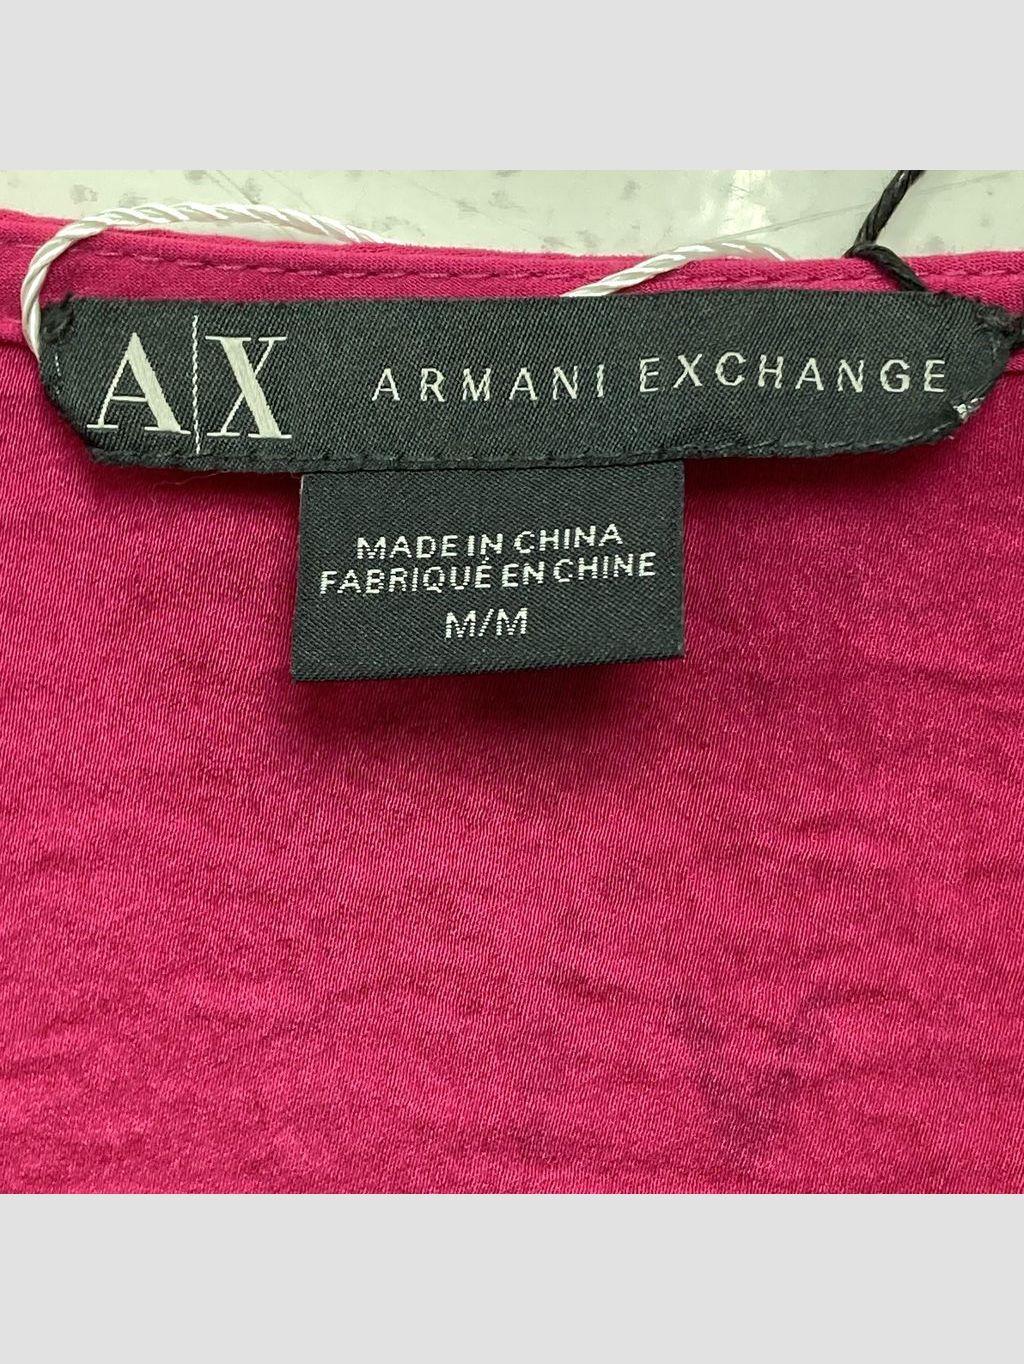 A|X ARMANI EXCHANGE
MADE IN CHINA
FABRIQUÉ EN CHINE
M/M